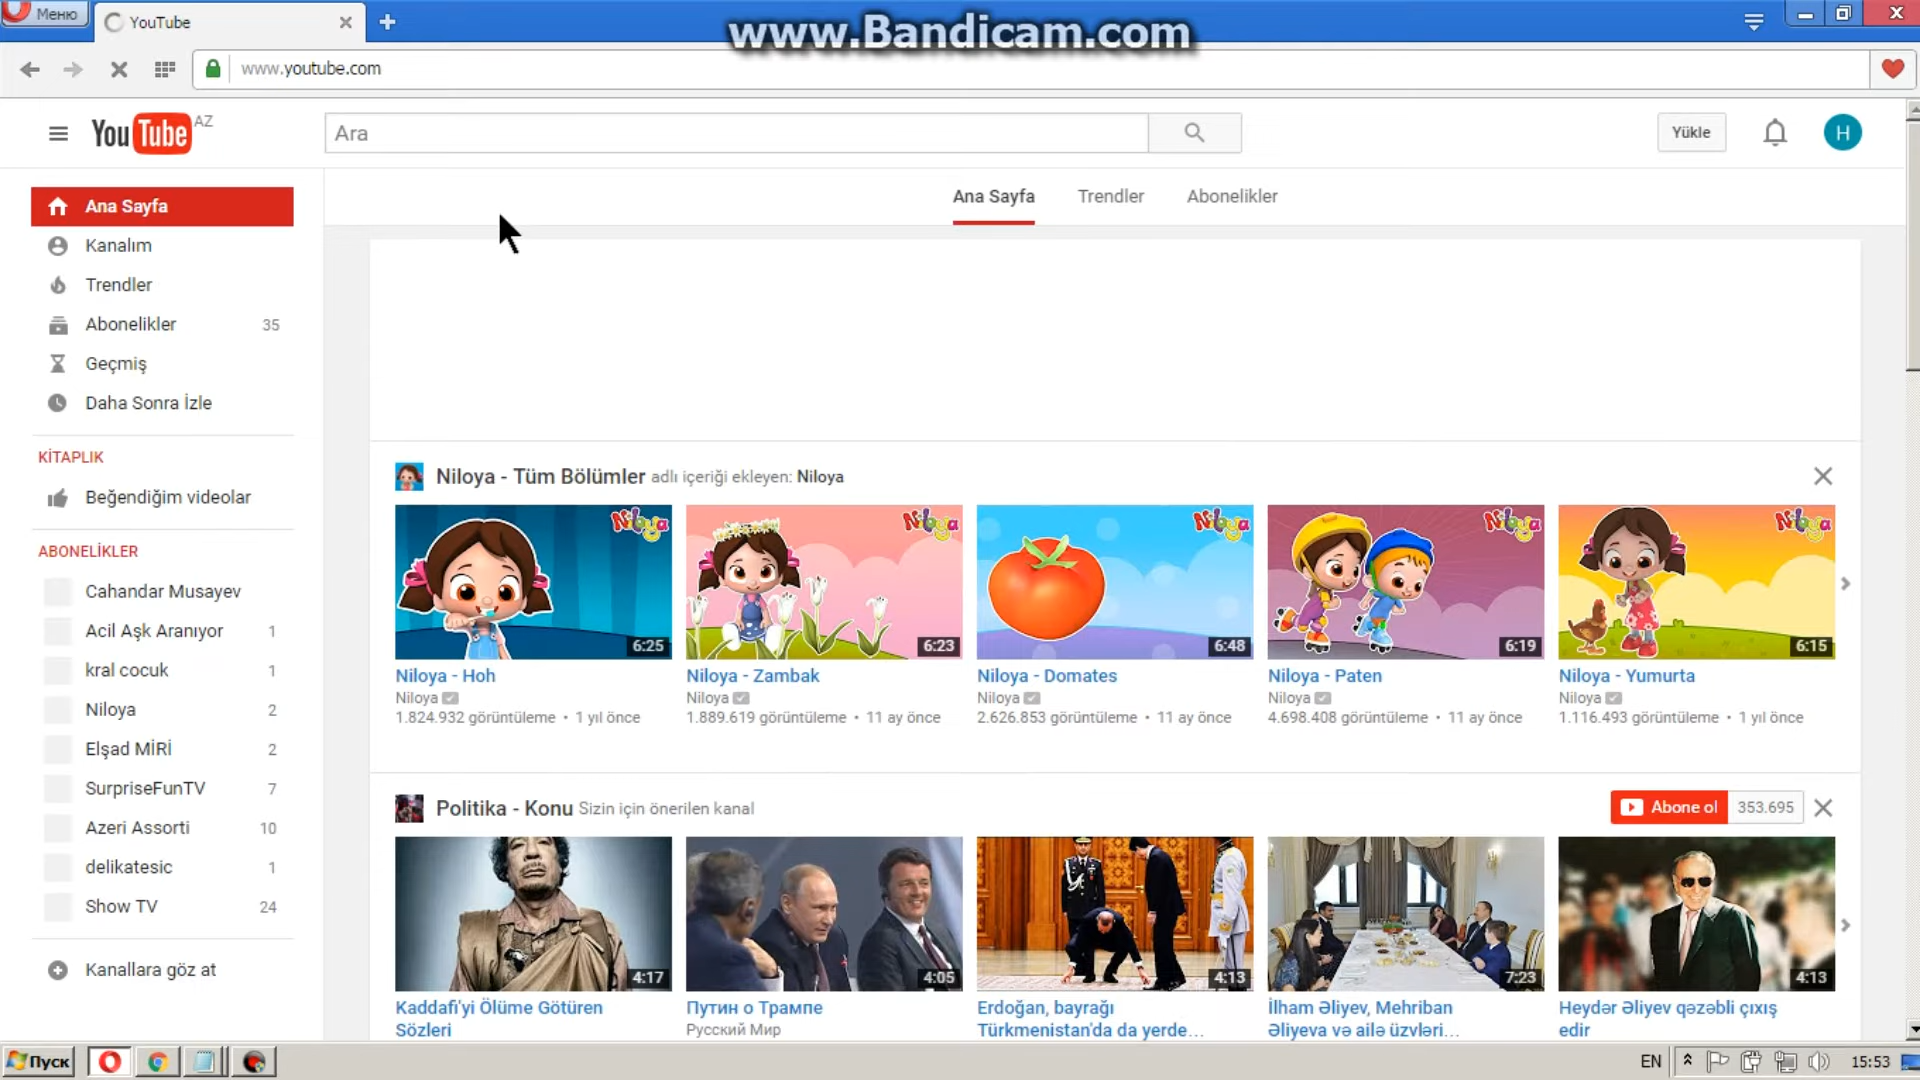 Меню
YouTube
www.Bandicam.com
www.youtube.com
YouTube AZ
Ara
Yükle
H
Ana Sayfa
Trendler
Abonelikler
Ana Sayfa
Kanalım
Trendler
Abonelikler 35
Geçmiş
Daha Sonra İzle
KİTAPLIK
Beğendiğim videolar
ABONELİKLER
Cahandar Musayev
Acil Aşk Aranıyor 1
kral cocuk 1
Niloya 2
Elşad MİRİ 2
SurpriseFunTV 7
Azeri Assorti 10
delikatesic 1
Show TV 24
Kanallara göz at
Niloya - Tüm Bölümler adlı içeriği ekleyen: Niloya
Niloya
6:25
Niloya - Hoh
Niloya
1.824.932 görüntüleme • 1 yıl önce
Niloya
6:23
Niloya - Zambak
Niloya
1.889.619 görüntüleme • 11 ay önce
Niloya
6:48
Niloya - Domates
Niloya
2.626.853 görüntüleme • 11 ay önce
Niloya
6:19
Niloya - Paten
Niloya
4.698.408 görüntüleme • 11 ay önce
Niloya
6:15
Niloya - Yumurta
Niloya
1.116.493 görüntüleme • 1 yıl önce
Politika - Konu Sizin için önerilen kanal
Abone ol 353.695
4:17
Kaddafi'yi Ölüme Götüren
Sözleri
4:05
Путин о Трампе
Русский Мир
4:13
Erdoğan, bayrağı
Türkmenistan'da da yerde...
7:23
İlham Əliyev, Mehriban
Əliyeva və ailə üzvləri...
4:13
Heydər Əliyev qəzəbli çıxış
edir
Пуск
EN
15:53